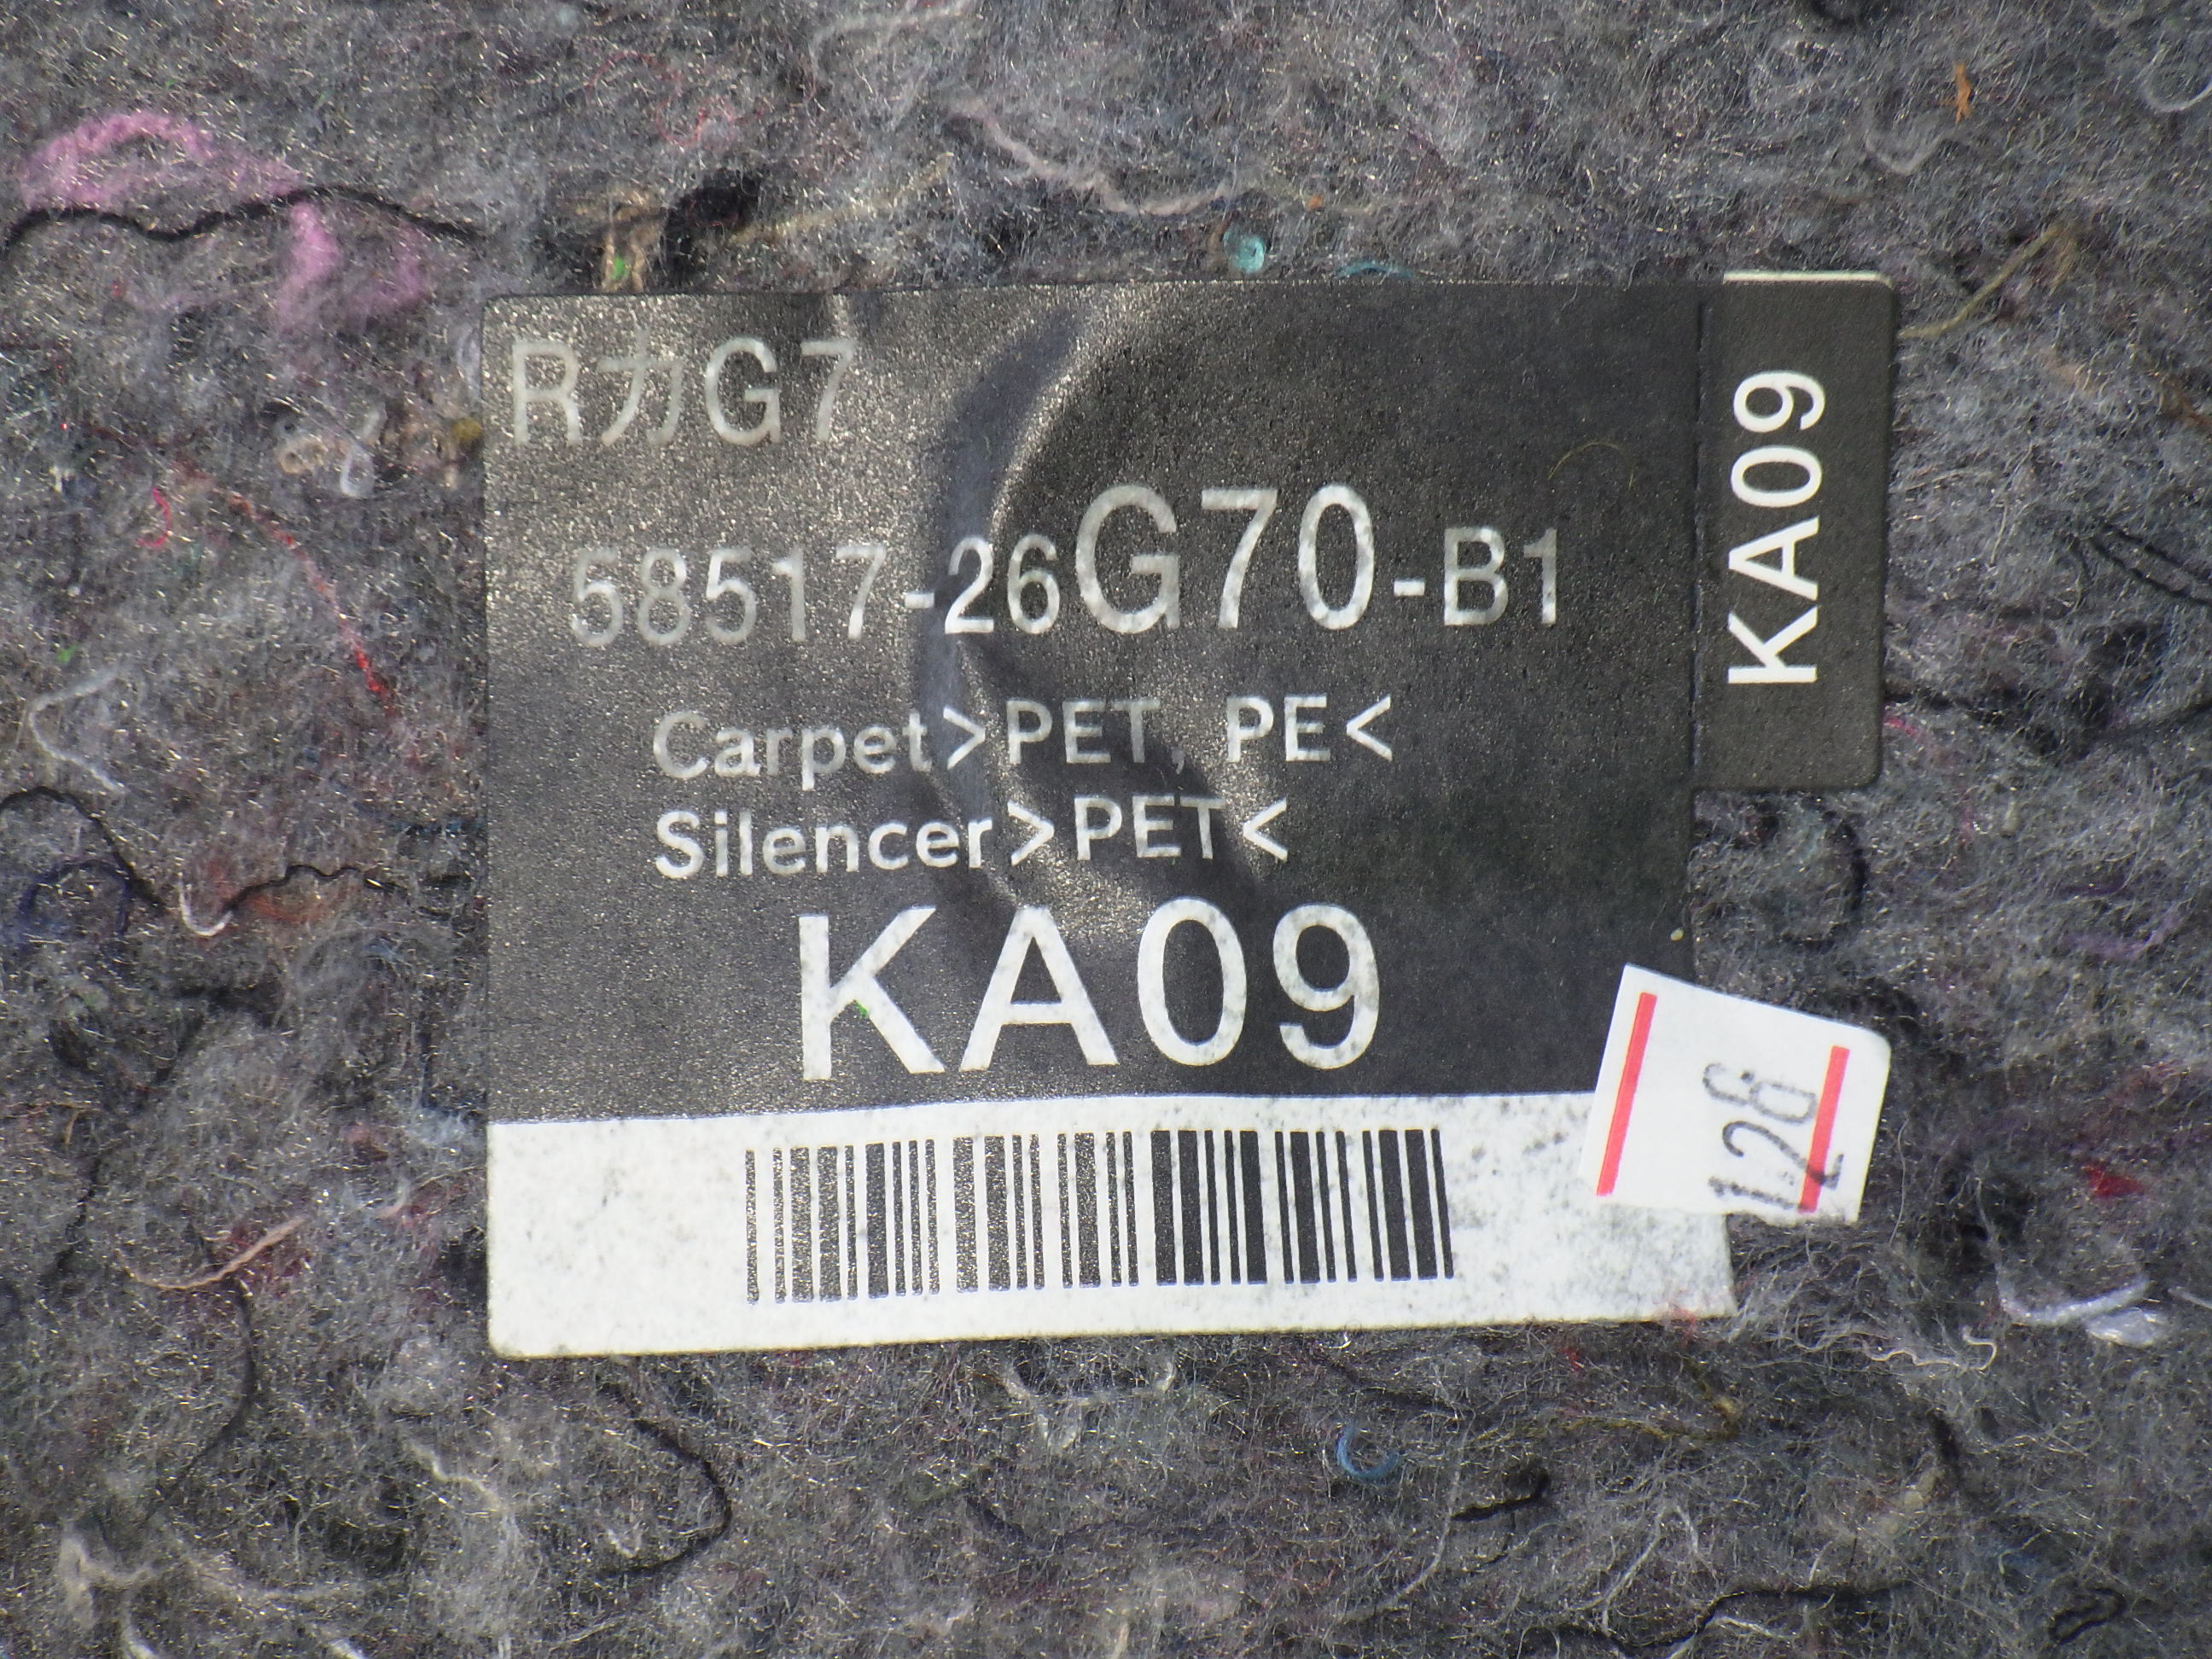 RカG7
58517-26G70-B1
Carpet>PET, PE<
Silencer>PET<
KA09
KA09
126